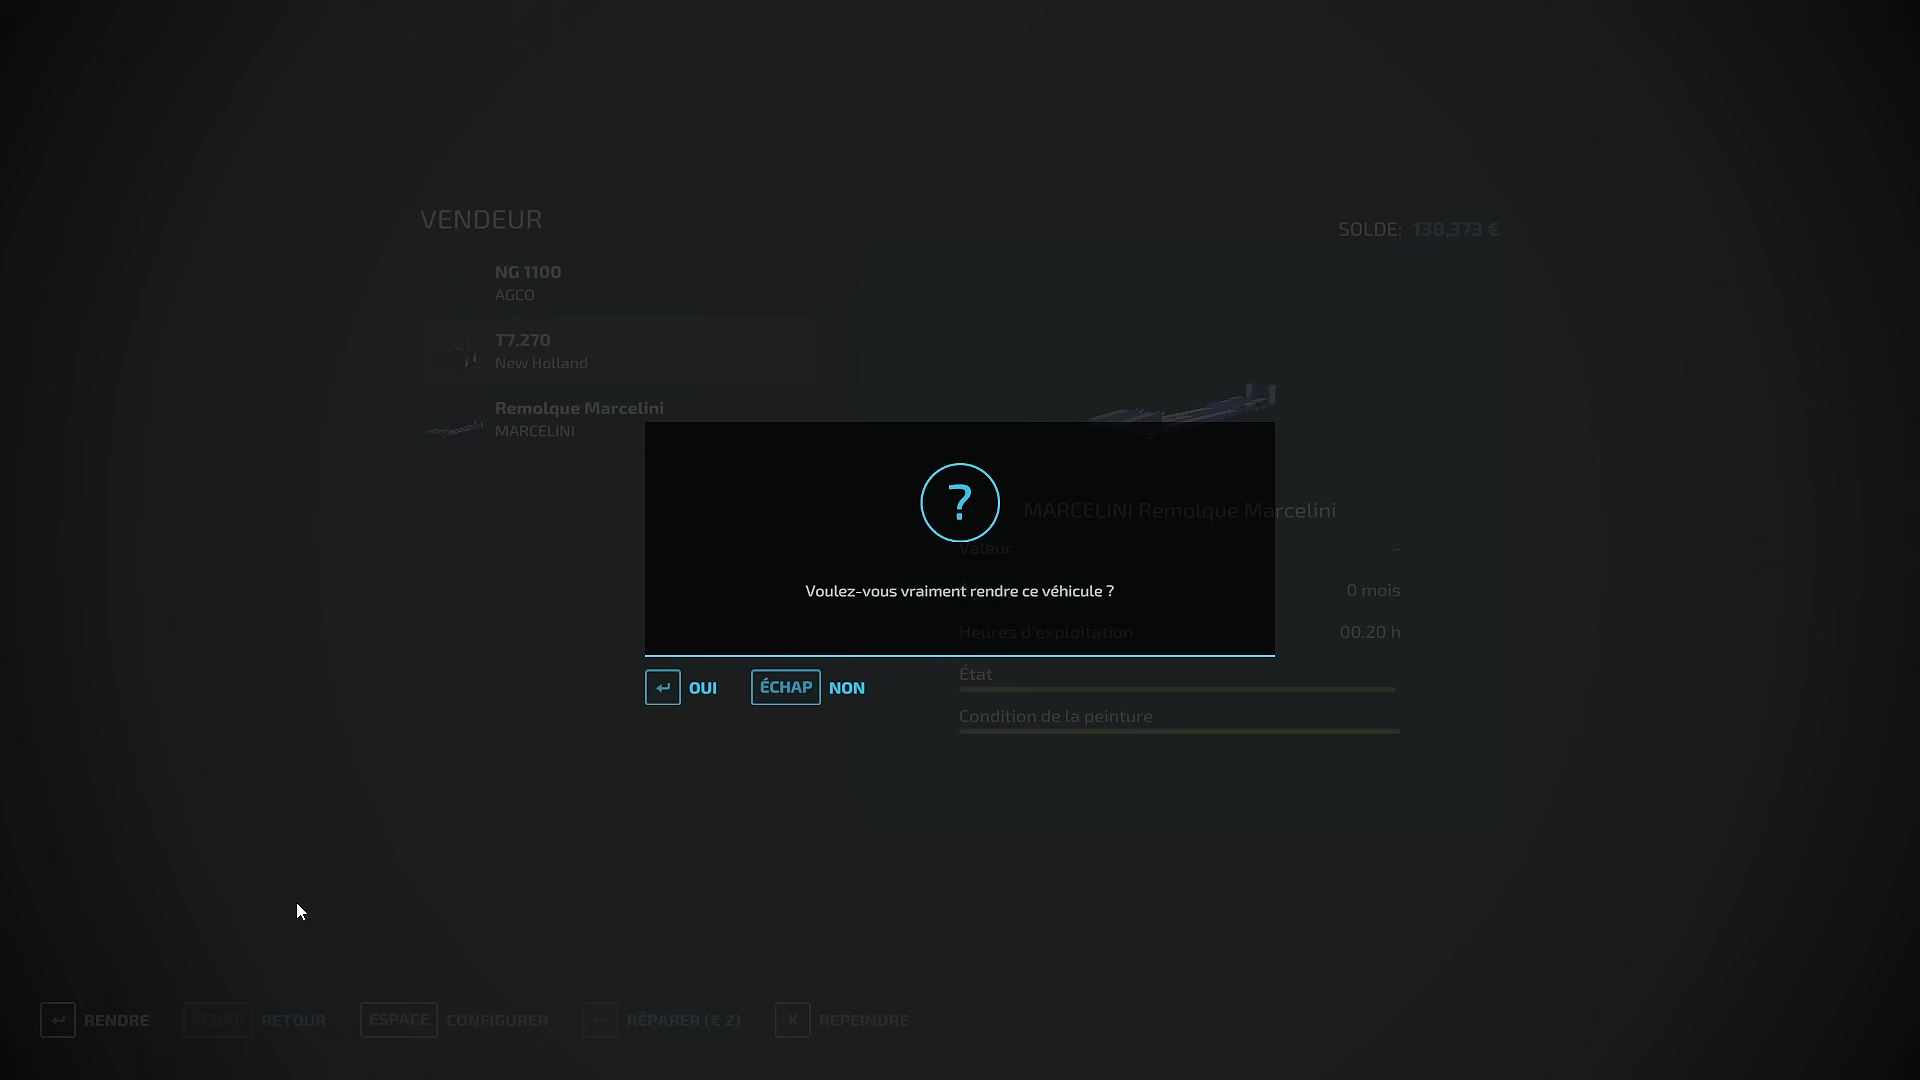 VENDEUR
SOLDE: 138,373 €
NG 1100
AGCO
T7.270
New Holland
Remolque Marcelini
MARCELINI
?
MARCELINI Remolque Marcelini
Valeur -
Voulez-vous vraiment rendre ce véhicule ?
0 mois
Heures d'exploitation 00.20 h
État
Condition de la peinture
OUI ÉCHAP NON
RENDRE ÉCHAP RETOUR ESPACE CONFIGURER RÉPARER (€ 2) X REPEINDRE